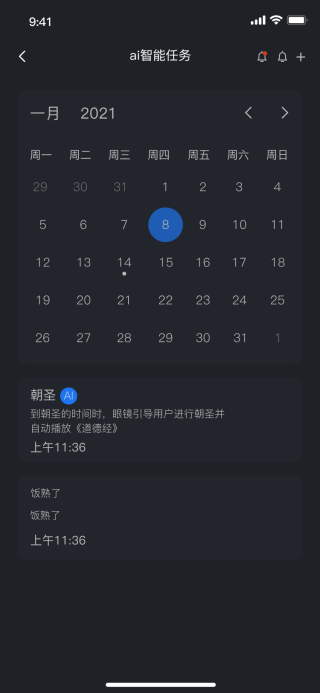 9:41
ai智能任务
一月 2021
周一 周二 周三 周四 周五 周六 周日
29 30 31 1 2 3 4
5 6 7 8 9 10 11
12 13 14 15 16 17 18
19 20 21 22 23 24 25
26 27 28 29 30 31 1
朝圣 AI
到朝圣的时间时，眼镜引导用户进行朝圣并
自动播放《道德经》
上午11:36
饭熟了
饭熟了
上午11:36